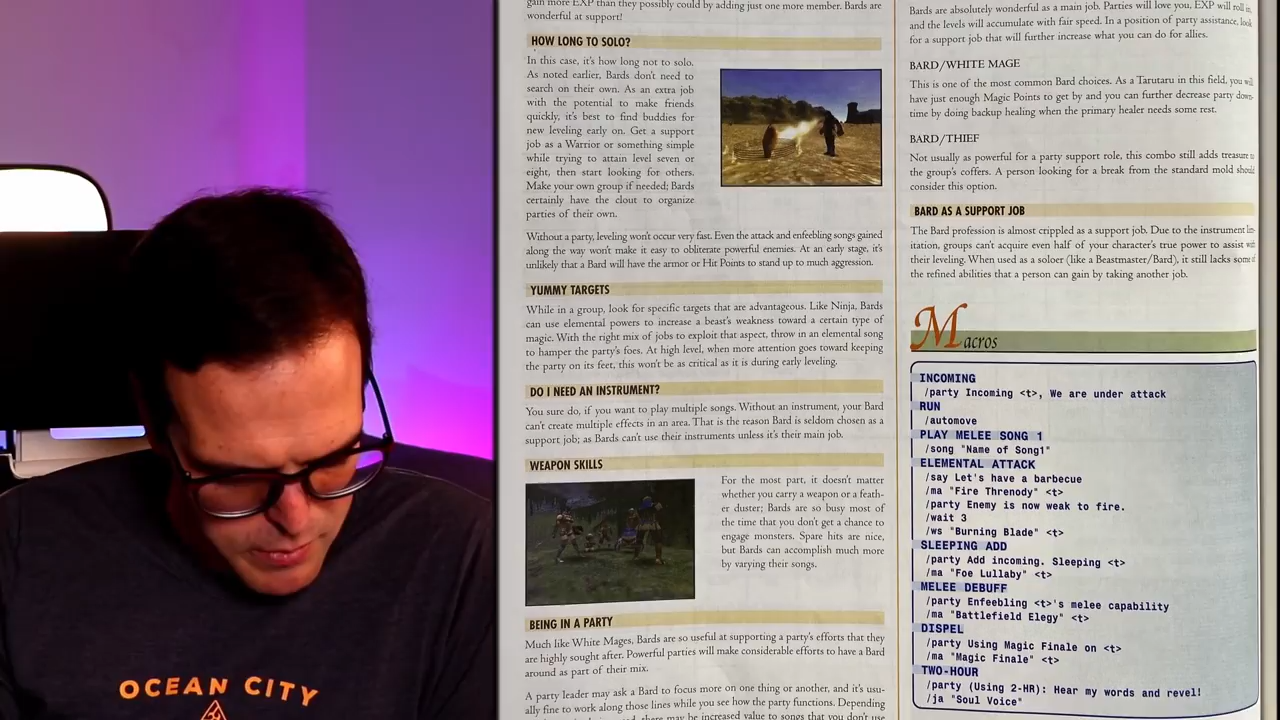 gain more EXP than they possibly could by adding just one more member. Bards are
wonderful at support!
HOW LONG TO SOLO?
In this case, it's how long not to solo.
As noted earlier, Bards don't need to
search on their own. As an extra job
with the potential to make friends
quickly, it's best to find buddies for
new leveling early on. Get a support
job as a Warrior or something simple
while trying to attain level seven or
eight, then start looking for others.
Make your own group if needed; Bards
certainly have the clout to organize
parties of their own.
Without a party, leveling won't occur very fast. Even the attack and enfeebling songs gained
along the way won't make it easy to obliterate powerful enemies. At an early stage, it's
unlikely that a Bard will have the armor or Hit Points to stand up to much aggression.
YUMMY TARGETS
While in a group, look for specific targets that are advantageous. Like Ninja, Bards
can use elemental powers to increase a beast's weakness toward a certain type of
magic. With the right mix of jobs to exploit that aspect, throw in an elemental song
to hamper the party's foes. At high level, when more attention goes toward keeping
the party on its feet, this won't be as critical as it is during early leveling.
DO I NEED AN INSTRUMENT?
You sure do, if you want to play multiple songs. Without an instrument, your Bard
can't create multiple effects in an area. That is the reason Bard is seldom chosen as a
support job; as Bards can't use their instruments unless it's their main job.
WEAPON SKILLS
For the most part, it doesn't matter
whether you carry a weapon or a feath-
er duster; Bards are so busy most of
the time that you don't get a chance to
engage monsters. Spare hits are nice,
but Bards can accomplish much more
by varying their songs.
BEING IN A PARTY
Much like White Mages, Bards are so useful at supporting a party's efforts that they
are highly sought after. Powerful parties will make considerable efforts to have a Bard
around as part of their mix.
A party leader may ask a Bard to focus more on one thing or another, and it's usu-
ally fine to work along those lines while you see how the party functions. Depending
there may be increased value to songs that you don't use
Bards are absolutely wonderful as a main job. Parties will love you, EXP will roll in,
and the levels will accumulate with fair speed. In a position of party assistance, look
for a support job that will further increase what you can do for allies.
BARD/WHITE MAGE
This is one of the most common Bard choices. As a Tarutaru in this field, you will
have just enough Magic Points to get by and you can further decrease party down-
time by doing backup healing when the primary healer needs some rest.
BARD/THIEF
Not usually as powerful for a party support role, this combo still adds treasure to
the group's coffers. A person looking for a break from the standard mold should
consider this option.
BARD AS A SUPPORT JOB
The Bard profession is almost crippled as a support job. Due to the instrument lim-
itation, groups can't acquire even half of your character's true power to assist with
their leveling. When used as a soloer (like a Beastmaster/Bard), it still lacks some of
the refined abilities that a person can gain by taking another job.
Macros
INCOMING
/party Incoming <t>, We are under attack
RUN
/automove
PLAY MELEE SONG 1
/song "Name of Song1"
ELEMENTAL ATTACK
/say Let's have a barbecue
/ma "Fire Threnody" <t>
/party Enemy is now weak to fire.
/wait 3
/ws "Burning Blade" <t>
SLEEPING ADD
/party Add incoming. Sleeping <t>
/ma "Foe Lullaby" <t>
MELEE DEBUFF
/party Enfeebling <t>'s melee capability
/ma "Battlefield Elegy" <t>
DISPEL
/party Using Magic Finale on <t>
/ma "Magic Finale" <t>
TWO-HOUR
/party (Using 2-HR): Hear my words and revel!
/ja "Soul Voice"
OCEAN CITY